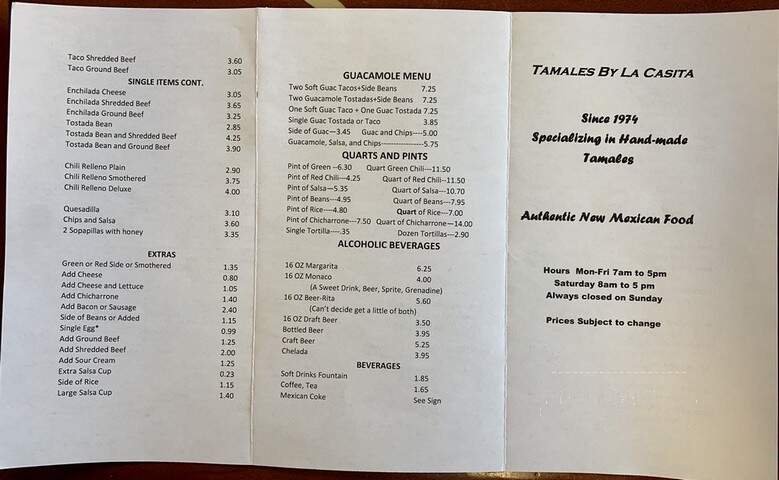 Taco Shredded Beef 3.60
Taco Ground Beef 3.05
SINGLE ITEMS CONT.
Enchilada Cheese 3.05
Enchilada Shredded Beef 3.65
Enchilada Ground Beef 3.25
Tostada Bean 2.85
Tostada Bean and Shredded Beef 4.25
Tostada Bean and Ground Beef 3.90
Chili Relleno Plain 2.90
Chili Relleno Smothered 3.75
Chili Relleno Deluxe 4.00
Quesadilla 3.10
Chips and Salsa 3.60
2 Sopapillas with honey 3.35
EXTRAS
Green or Red Side or Smothered 1.35
Add Cheese 0.80
Add Cheese and Lettuce 1.05
Add Chicharrone 1.40
Add Bacon or Sausage 2.40
Side of Beans or Added 1.15
Single Egg* 0.99
Add Ground Beef 1.25
Add Shredded Beef 2.00
Add Sour Cream 1.25
Extra Salsa Cup 0.23
Side of Rice 1.15
Large Salsa Cup 1.40
GUACAMOLE MENU
Two Soft Guac Tacos+Side Beans 7.25
Two Guacamole Tostadas+Side Beans 7.25
One Soft Guac Taco + One Guac Tostada 7.25
Single Guac Tostada or Taco 3.85
Side of Guac—3.45 Guac and Chips----5.00
Guacamole, Salsa, and Chips------------------5.75
QUARTS AND PINTS
Pint of Green --6.30 Quart Green Chili---11.50
Pint of Red Chili---4.25 Quart of Red Chili---11.50
Pint of Salsa—5.35 Quart of Salsa---10.70
Pint of Beans---4.95 Quart of Beans---7.95
Pint of Rice----4.80 Quart of Rice---7.00
Pint of Chicharrone---7.50 Quart of Chicharrone—14.00
Single Tortilla----.35 Dozen Tortillas---2.90
ALCOHOLIC BEVERAGES
16 OZ Margarita 6.25
16 OZ Monaco 4.00
(A Sweet Drink, Beer, Sprite, Grenadine)
16 OZ Beer-Rita 5.60
(Can't decide get a little of both)
16 OZ Draft Beer 3.50
Bottled Beer 3.95
Craft Beer 5.25
Chelada 3.95
BEVERAGES
Soft Drinks Fountain 1.85
Coffee, Tea 1.65
Mexican Coke See Sign
TAMALES BY LA CASITA
Since 1974
Specializing in Hand-made
Tamales
Authentic New Mexican Food
Hours Mon-Fri 7am to 5pm
Saturday 8am to 5 pm
Always closed on Sunday
Prices Subject to change